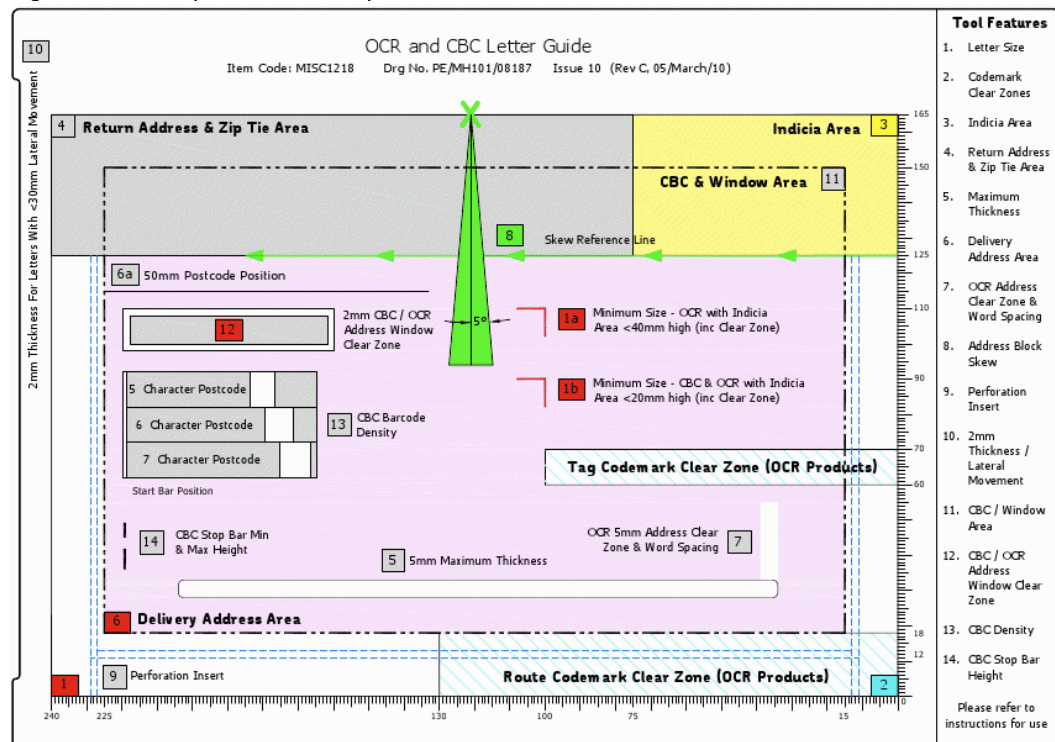 OCR and CBC Letter Guide
Item Code: MISC1218 Drg No. PE/MH101/08187 Issue 10 (Rev C, 05/March/10)
10
2mm Thickness For Letters With <30mm Lateral Movement
4 Return Address & Zip Tie Area
Indicia Area 3
165
CBC & Window Area 11
150
8 Skew Reference Line
125
6a 50mm Postcode Position
12
2mm CBC / OCR
Address Window
Clear Zone
5°
1a Minimum Size - OCR with Indicia
Area <40mm high (inc Clear Zone)
110
1b Minimum Size - CBC & OCR with Indicia
Area <20mm high (inc Clear Zone)
90
5 Character Postcode
6 Character Postcode
7 Character Postcode
13 CBC Barcode
Density
Start Bar Position
Tag Codemark Clear Zone (OCR Products)
70
60
14 CBC Stop Bar Min
& Max Height
OCR 5mm Address Clear
Zone & Word Spacing 7
5 5mm Maximum Thickness
6 Delivery Address Area
18
12
0
1
9 Perforation Insert
Route Codemark Clear Zone (OCR Products) 2
240 225 130 100 75 15
Tool Features
1. Letter Size
2. Codemark
Clear Zones
3. Indicia Area
4. Return Address
& Zip Tie Area
5. Maximum
Thickness
6. Delivery
Address Area
7. OCR Address
Clear Zone &
Word Spacing
8. Address Block
Skew
9. Perforation
Insert
10. 2mm
Thickness /
Lateral
Movement
11. CBC / Window
Area
12. CBC / OCR
Address
Window Clear
Zone
13. CBC Density
14. CBC Stop Bar
Height
Please refer to
instructions for use